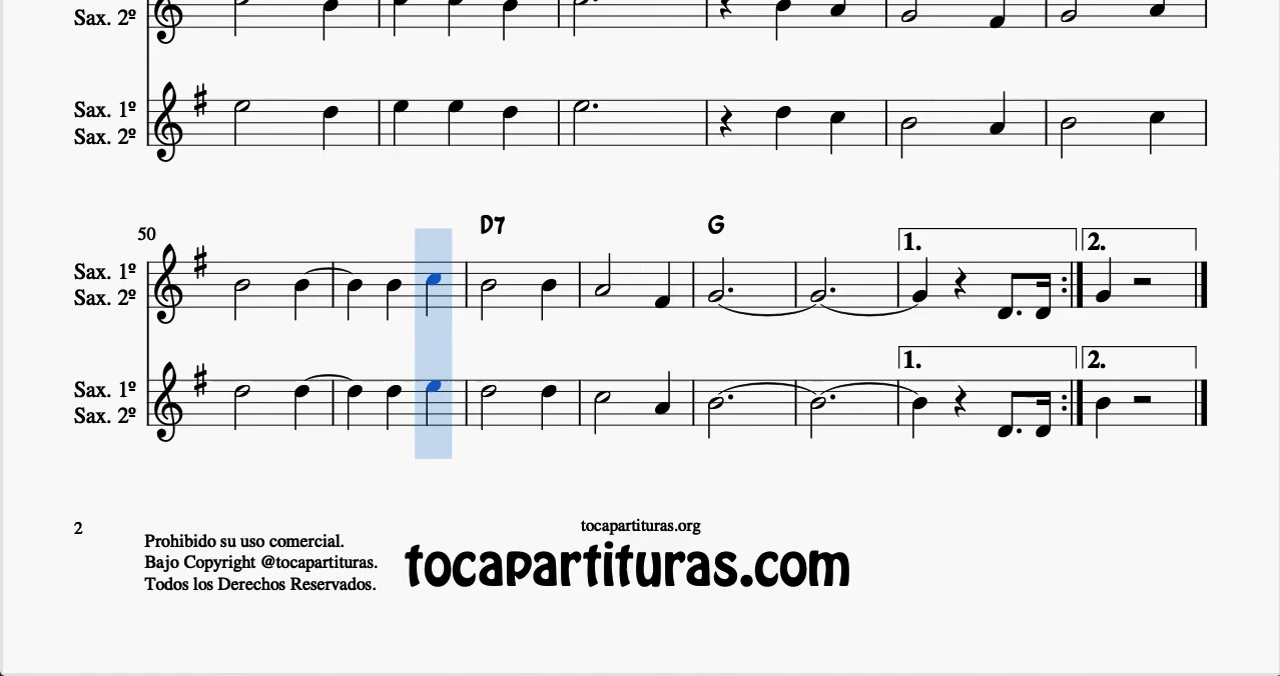 Sax. 2º
Sax. 1º
Sax. 2º
50
D7
G
Sax. 1º
Sax. 2º
1.
2.
Sax. 1º
Sax. 2º
1.
2.
2
tocapartituras.org
Prohibido su uso comercial.
Bajo Copyright @tocapartituras.
Todos los Derechos Reservados.
tocapartituras.com